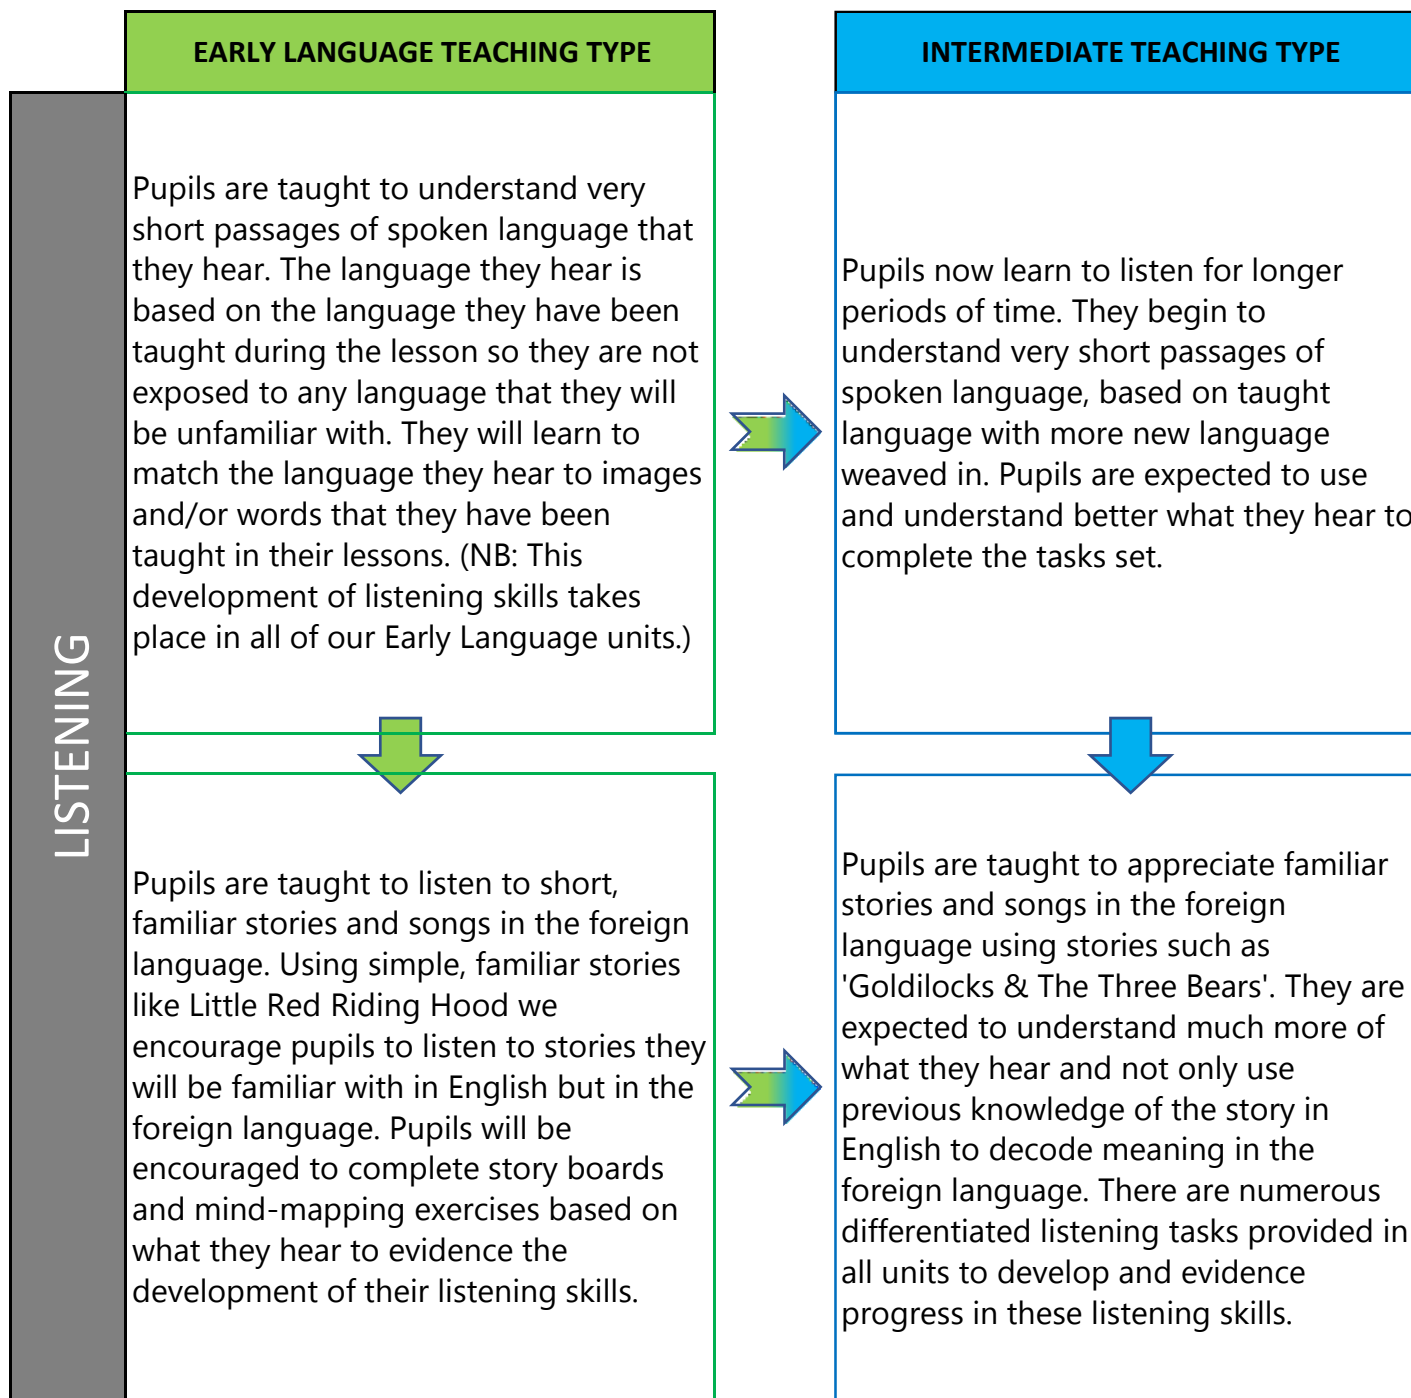 EARLY LANGUAGE TEACHING TYPE
INTERMEDIATE TEACHING TYPE
LISTENING
Pupils are taught to understand very
short passages of spoken language that
they hear. The language they hear is
based on the language they have been
taught during the lesson so they are not
exposed to any language that they will
be unfamiliar with. They will learn to
match the language they hear to images
and/or words that they have been
taught in their lessons. (NB: This
development of listening skills takes
place in all of our Early Language units.)
Pupils now learn to listen for longer
periods of time. They begin to
understand very short passages of
spoken language, based on taught
language with more new language
weaved in. Pupils are expected to use
and understand better what they hear to
complete the tasks set.
Pupils are taught to listen to short,
familiar stories and songs in the foreign
language. Using simple, familiar stories
like Little Red Riding Hood we
encourage pupils to listen to stories they
will be familiar with in English but in the
foreign language. Pupils will be
encouraged to complete story boards
and mind-mapping exercises based on
what they hear to evidence the
development of their listening skills.
Pupils are taught to appreciate familiar
stories and songs in the foreign
language using stories such as
'Goldilocks & The Three Bears'. They are
expected to understand much more of
what they hear and not only use
previous knowledge of the story in
English to decode meaning in the
foreign language. There are numerous
differentiated listening tasks provided in
all units to develop and evidence
progress in these listening skills.